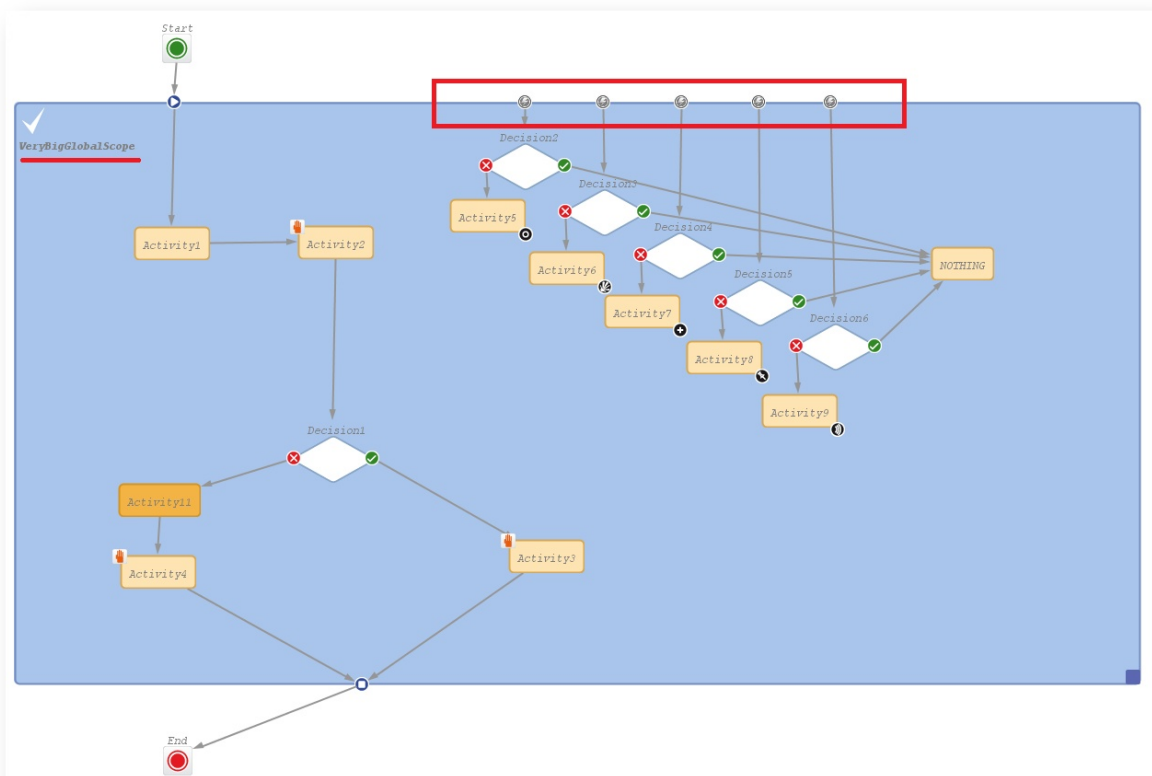 Start
VeryBigGlobalScope
Decision2
Decision3
Activity5
Decision4
Activity1
Activity2
Activity6
NOTHING
Decision5
Activity7
Decision6
Activity8
Activity9
Decision1
Activity11
Activity3
Activity4
End